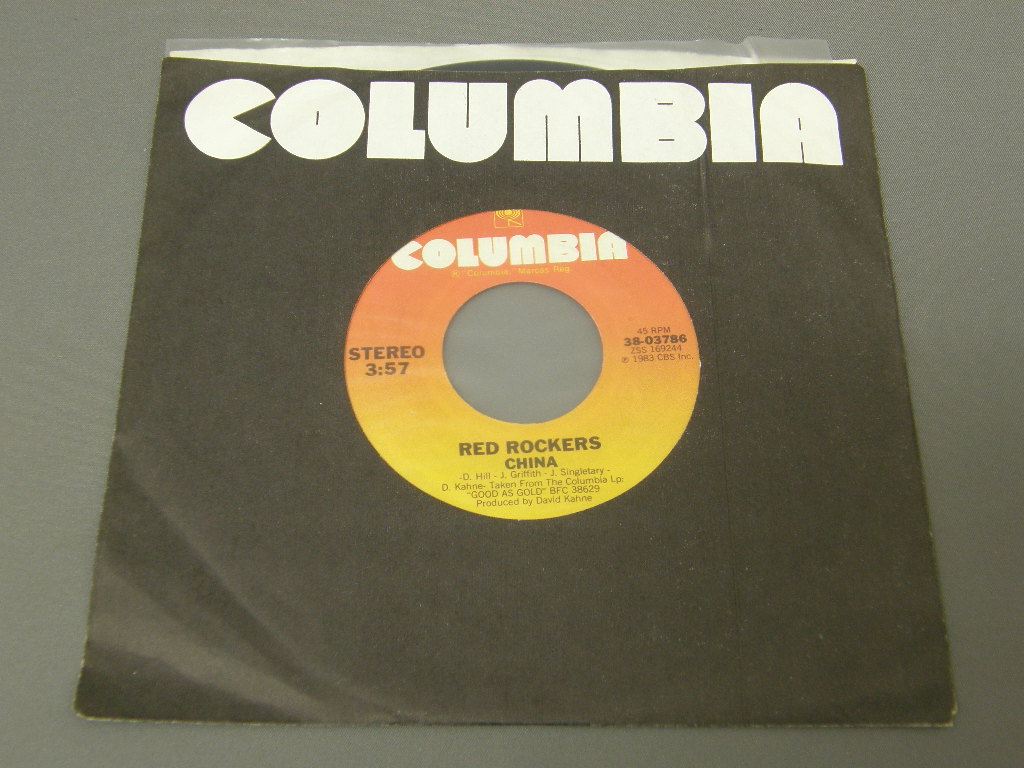 COLUMBIA
COLUMBIA
® "Columbia," Marcas Reg.
STEREO
3:57
45 RPM
38-03786
ZSS 169244
℗ 1983 CBS Inc.
RED ROCKERS
CHINA
-D. Hill - J. Griffith - J. Singletary -
D. Kahne- Taken From The Columbia Lp:
"GOOD AS GOLD" BFC 38629
Produced by David Kahne